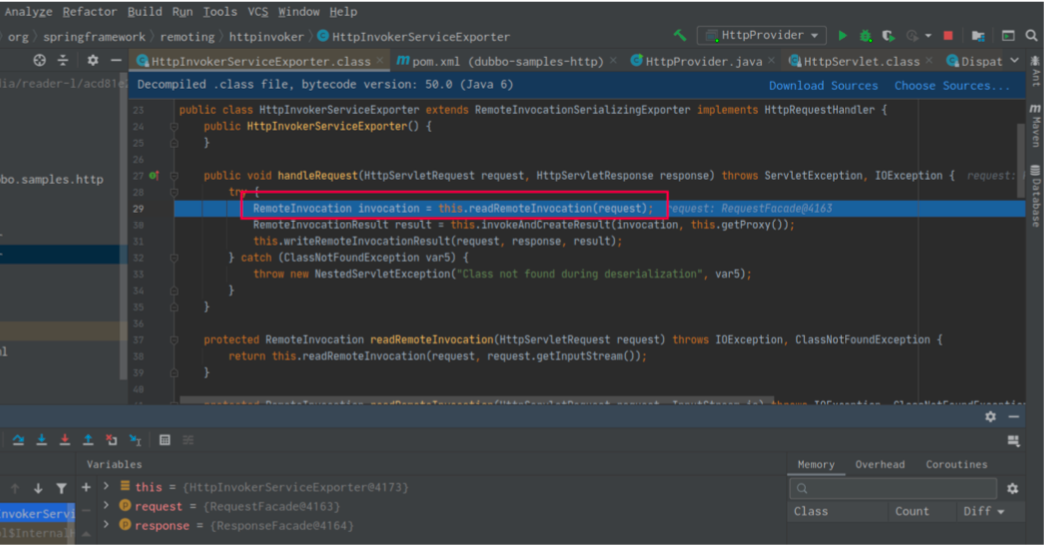 Analyze Refactor Build Run Tools VCS Window Help
org springframework remoting httpinvoker HttpInvokerServiceExporter
HttpProvider
HttpInvokerServiceExporter.class pom.xml (dubbo-samples-http) HttpProvider.java HttpServlet.class Dispat
dia/reader-l/acd81e
Decompiled .class file, bytecode version: 50.0 (Java 6) Download Sources Choose Sources...
23 public class HttpInvokerServiceExporter extends RemoteInvocationSerializingExporter implements HttpRequestHandler {
24 public HttpInvokerServiceExporter() {
25 }
26
27 public void handleRequest(HttpServletRequest request, HttpServletResponse response) throws ServletException, IOException { request:
28 try {
29 RemoteInvocation invocation = this.readRemoteInvocation(request); request: RequestFacade@4163
30 RemoteInvocationResult result = this.invokeAndCreateResult(invocation, this.getProxy());
31 this.writeRemoteInvocationResult(request, response, result);
32 } catch (ClassNotFoundException var5) {
33 throw new NestedServletException("Class not found during deserialization", var5);
34 }
35 }
36
37 protected RemoteInvocation readRemoteInvocation(HttpServletRequest request) throws IOException, ClassNotFoundException {
38 return this.readRemoteInvocation(request, request.getInputStream());
39 }
40
bo.samples.http
Ant
Maven
Database
Variables
this = {HttpInvokerServiceExporter@4173}
request = {RequestFacade@4163}
response = {ResponseFacade@4164}
nvokerServi
ol$InternalH
Memory Overhead Coroutines
Class Count Diff